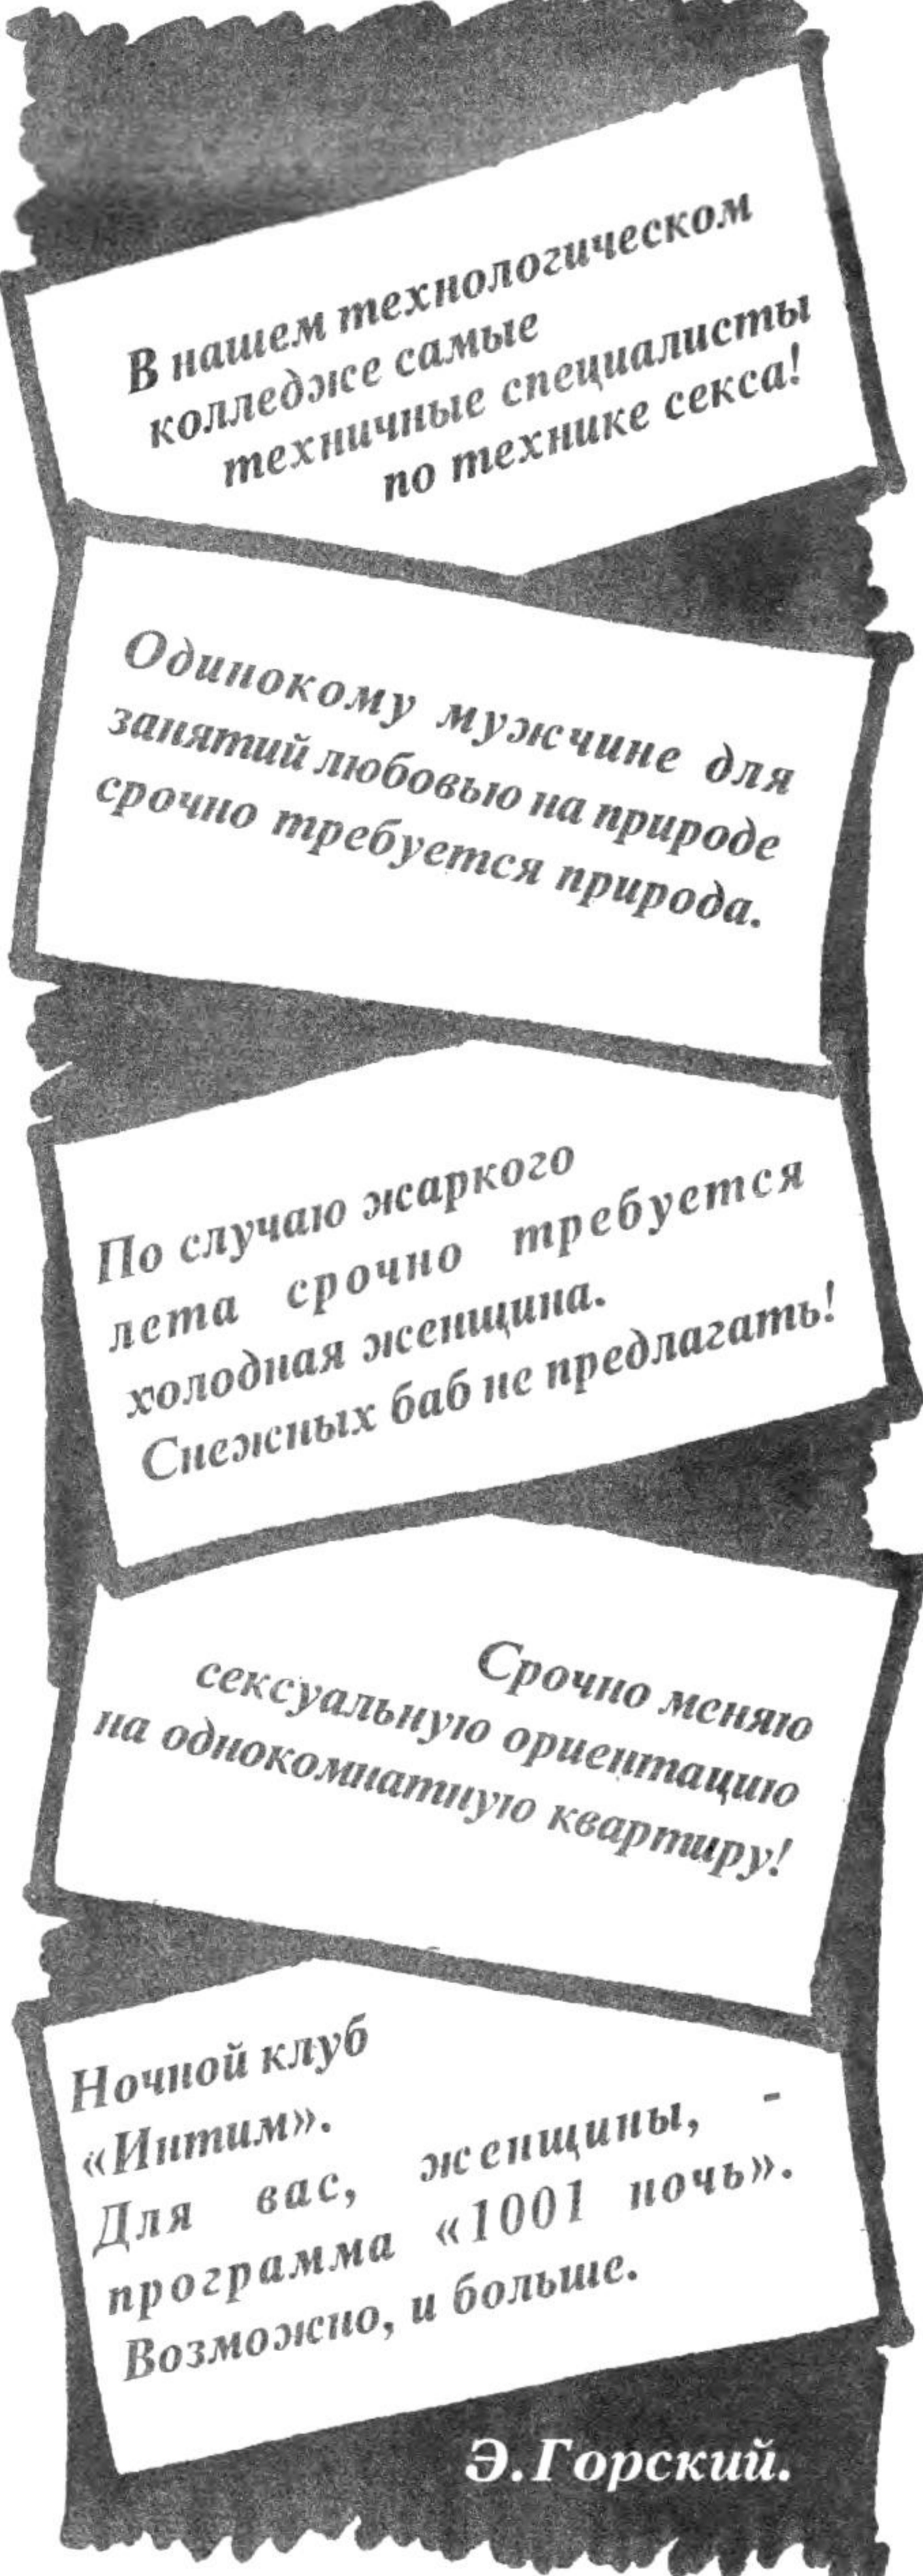 В нашем технологическом
колледже самые
техничные специалисты
по технике секса!
Одинокому мужчине для
занятий любовью на природе
срочно требуется природа.
По случаю жаркого
лета срочно требуется
холодная женщина.
Снежных баб не предлагать!
Срочно меняю
сексуальную ориентацию
на однокомнатную квартиру!
Ночной клуб
«Интим».
Для вас, женщины, -
программа «1001 ночь».
Возможно, и больше.
Э.Горский.